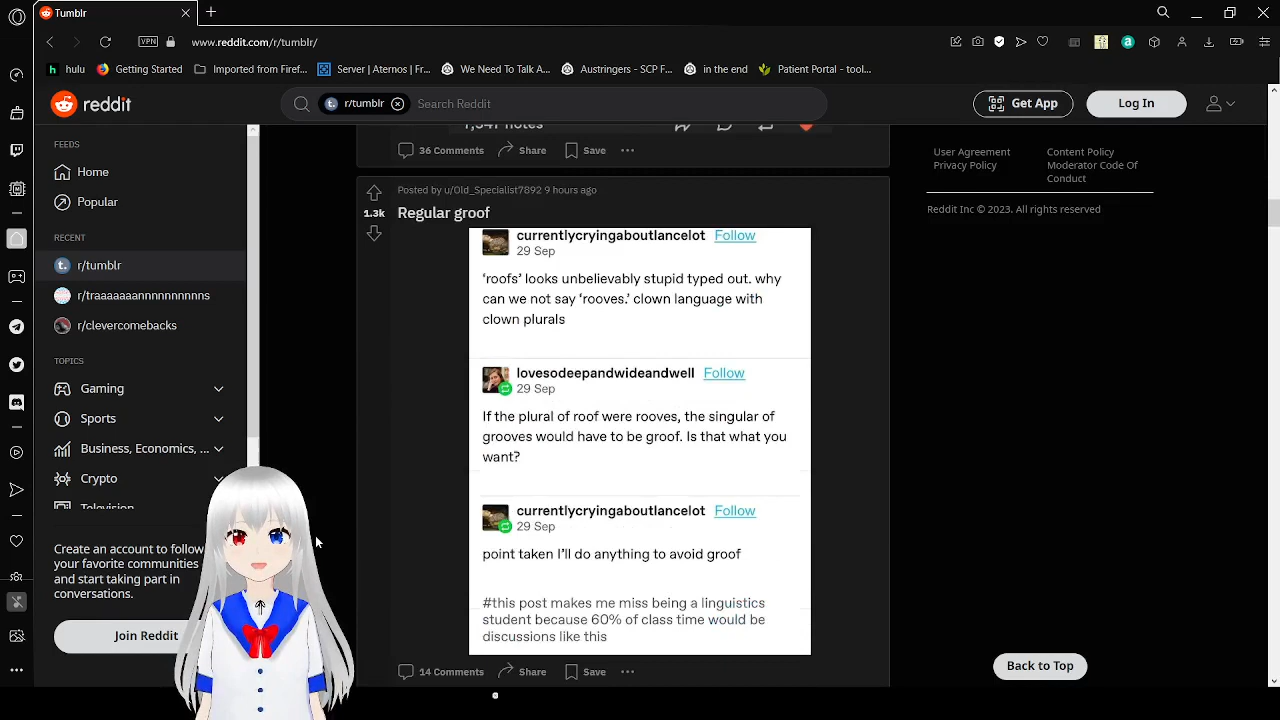 Tumblr
VPN
www.reddit.com/r/tumblr/
hulu
Getting Started
Imported from Firef...
Server | Aternos | Fr...
We Need To Talk A...
Austringers - SCP F...
in the end
Patient Portal - tool...
reddit
r/tumblr
Search Reddit
Get App
Log In
FEEDS
Home
Popular
RECENT
r/tumblr
r/traaaaaaannnnnnnnnns
r/clevercomebacks
TOPICS
Gaming
Sports
Business, Economics, ...
Crypto
Television
Create an account to follow
your favorite communities
and start taking part in
conversations.
Join Reddit
7,347 notes
36 Comments
Share
Save
Posted by u/Old_Specialist7892 9 hours ago
1.3k
Regular groof
currentlycryingaboutlancelot Follow
29 Sep
‘roofs’ looks unbelievably stupid typed out. why
can we not say ‘rooves.’ clown language with
clown plurals
lovesodeepandwideandwell Follow
29 Sep
If the plural of roof were rooves, the singular of
grooves would have to be groof. Is that what you
want?
currentlycryingaboutlancelot Follow
29 Sep
point taken I’ll do anything to avoid groof
#this post makes me miss being a linguistics
student because 60% of class time would be
discussions like this
14 Comments
Share
Save
User Agreement
Privacy Policy
Content Policy
Moderator Code Of
Conduct
Reddit Inc © 2023. All rights reserved
Back to Top